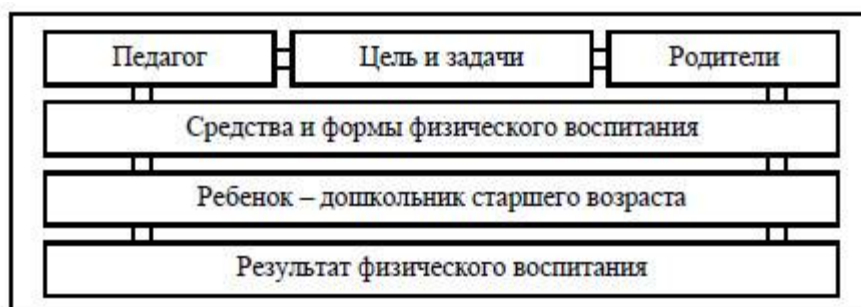 Педагог
Цель и задачи
Родители
Средства и формы физического воспитания
Ребенок – дошкольник старшего возраста
Результат физического воспитания